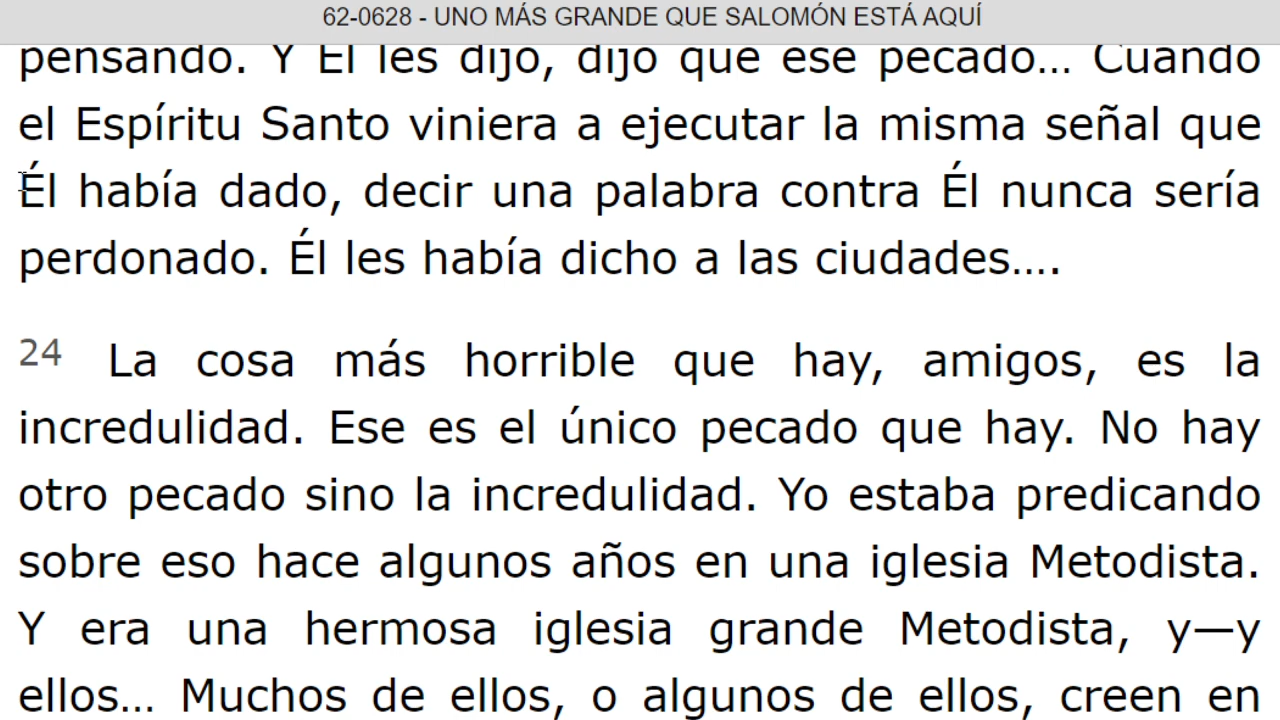 62-0628 - UNO MÁS GRANDE QUE SALOMÓN ESTÁ AQUÍ
pensando. Y Él les dijo, dijo que ese pecado… Cuando
el Espíritu Santo viniera a ejecutar la misma señal que
Él había dado, decir una palabra contra Él nunca sería
perdonado. Él les había dicho a las ciudades….
24 La cosa más horrible que hay, amigos, es la
incredulidad. Ese es el único pecado que hay. No hay
otro pecado sino la incredulidad. Yo estaba predicando
sobre eso hace algunos años en una iglesia Metodista.
Y era una hermosa iglesia grande Metodista, y—y
ellos… Muchos de ellos, o algunos de ellos, creen en